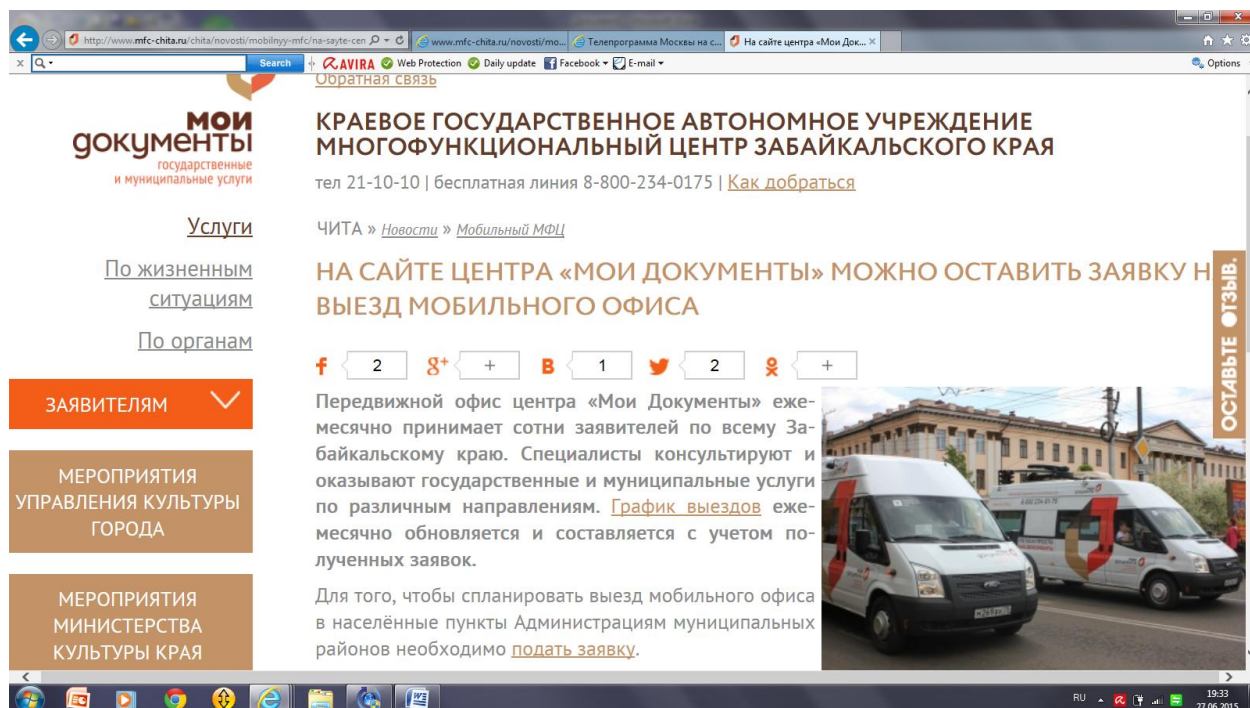 http://www.mfc-chita.ru/chita/novosti/mobilnyy-mfc/na-sayte-cen
www.mfc-chita.ru/novosti/mo...
Телепрограмма Москвы на с...
На сайте центра «Мои Док...
Search
AVIRA
Web Protection
Daily update
Facebook
E-mail
Options
Обратная связь
мои
документы
государственные
и муниципальные услуги
КРАЕВОЕ ГОСУДАРСТВЕННОЕ АВТОНОМНОЕ УЧРЕЖДЕНИЕ
МНОГОФУНКЦИОНАЛЬНЫЙ ЦЕНТР ЗАБАЙКАЛЬСКОГО КРАЯ
тел 21-10-10 | бесплатная линия 8-800-234-0175 | Как добраться
Услуги
По жизненным
ситуациям
По органам
ЗАЯВИТЕЛЯМ
МЕРОПРИЯТИЯ
УПРАВЛЕНИЯ КУЛЬТУРЫ
ГОРОДА
МЕРОПРИЯТИЯ
МИНИСТЕРСТВА
КУЛЬТУРЫ КРАЯ
ЧИТА » Новости » Мобильный МФЦ
НА САЙТЕ ЦЕНТРА «МОИ ДОКУМЕНТЫ» МОЖНО ОСТАВИТЬ ЗАЯВКУ Н
ВЫЕЗД МОБИЛЬНОГО ОФИСА
f 2 g+ + B 1 2 +
Передвижной офис центра «Мои Документы» еже-
месячно принимает сотни заявителей по всему За-
байкальскому краю. Специалисты консультируют и
оказывают государственные и муниципальные услуги
по различным направлениям. График выездов еже-
месячно обновляется и составляется с учетом по-
лученных заявок.
Для того, чтобы спланировать выезд мобильного офиса
в населённые пункты Администрациям муниципальных
районов необходимо подать заявку.
ОСТАВЬТЕ ОТЗЫВ.
RU
19:33
27.06.2015